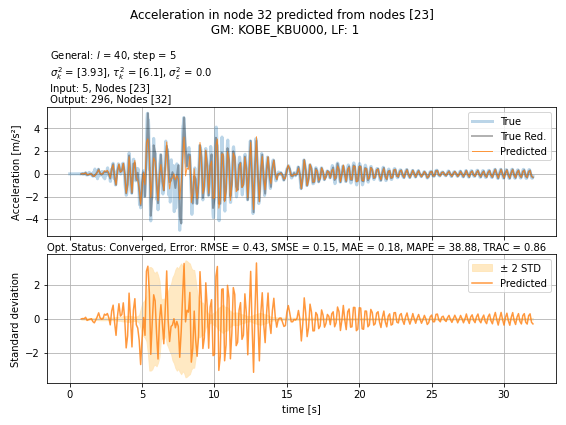 Acceleration in node 32 predicted from nodes [23]
GM: KOBE_KBU000, LF: 1
General: l = 40, step = 5
σ²ₖ = [3.93], τ²ₖ = [6.1], σ²ε = 0.0
Input: 5, Nodes [23]
Output: 296, Nodes [32]
Acceleration [m/s²]
4
2
0
−2
−4
True
True Red.
Predicted
Opt. Status: Converged, Error: RMSE = 0.43, SMSE = 0.15, MAE = 0.18, MAPE = 38.88, TRAC = 0.86
Standard deviation
2
0
−2
± 2 STD
Predicted
0 5 10 15 20 25 30
time [s]